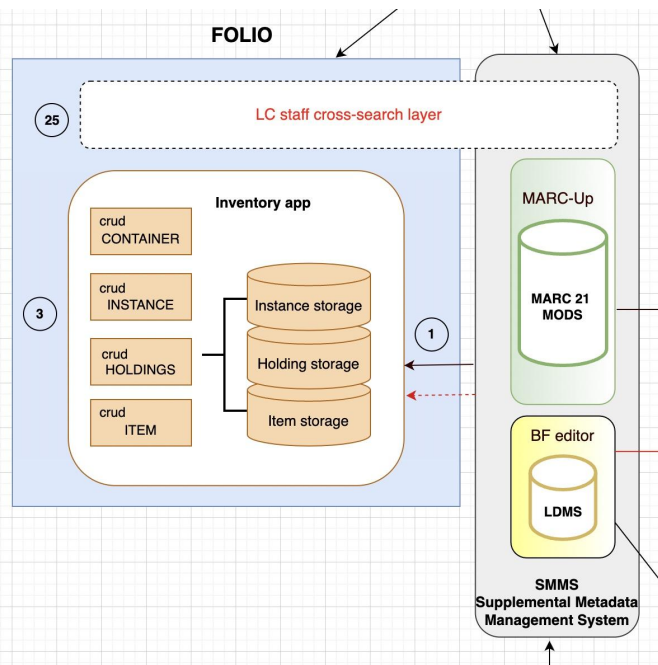 FOLIO
25
LC staff cross-search layer
Inventory app
crud
CONTAINER
crud
INSTANCE
crud
HOLDINGS
crud
ITEM
3
Instance storage
Holding storage
Item storage
1
MARC-Up
MARC 21
MODS
BF editor
LDMS
SMMS
Supplemental Metadata
Management System